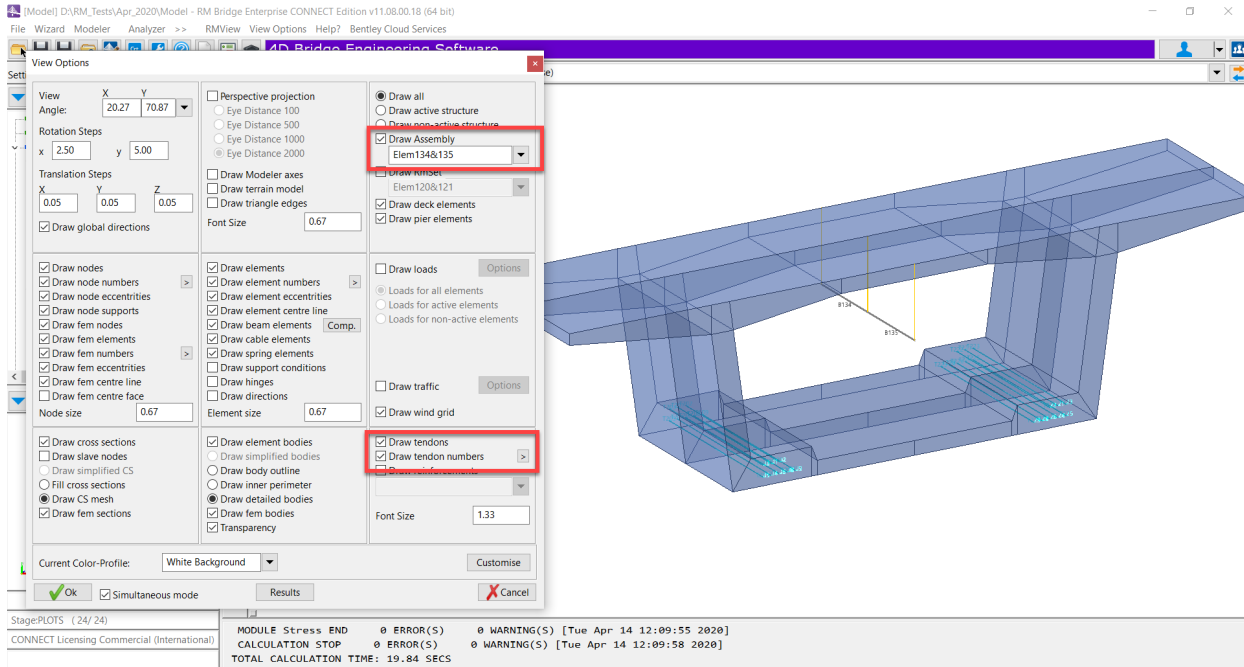 [Model] D:\RM_Tests\Apr_2020\Model - RM Bridge Enterprise CONNECT Edition v11.08.00.18 (64 bit)
File Wizard Modeler Analyzer >> RMView View Options Help? Bentley Cloud Services
4D Bridge Engineering Software
View Options
View Angle:
X Y
20.27 70.87
Rotation Steps
x 2.50 y 5.00
Translation Steps
X Y Z
0.05 0.05 0.05
Draw global directions
Perspective projection
Eye Distance 100
Eye Distance 500
Eye Distance 1000
Eye Distance 2000
Draw Modeler axes
Draw terrain model
Draw triangle edges
Font Size 0.67
Draw all
Draw active structure
Draw non-active structure
Draw Assembly
Elem134&135
Draw RmSet
Elem120&121
Draw deck elements
Draw pier elements
Draw nodes
Draw node numbers >
Draw node eccentrities
Draw node supports
Draw fem nodes
Draw fem elements
Draw fem numbers >
Draw fem eccentrities
Draw fem centre line
Draw fem centre face
Node size 0.67
Draw elements
Draw element numbers >
Draw element eccentrities
Draw element centre line
Draw beam elements Comp.
Draw cable elements
Draw spring elements
Draw support conditions
Draw hinges
Draw directions
Element size 0.67
Draw loads Options
Loads for all elements
Loads for active elements
Loads for non-active elements
Draw traffic Options
Draw wind grid
Draw cross sections
Draw slave nodes
Draw simplified CS
Fill cross sections
Draw CS mesh
Draw fem sections
Draw element bodies
Draw simplified bodies
Draw body outline
Draw inner perimeter
Draw detailed bodies
Draw fem bodies
Transparency
Draw tendons
Draw tendon numbers >
Draw reinforcements
Font Size 1.33
Current Color-Profile: White Background
Customise
Ok Simultaneous mode Results Cancel
B134
B135
Stage:PLOTS ( 24/ 24)
CONNECT Licensing Commercial (International)
MODULE Stress END 0 ERROR(S) 0 WARNING(S) [Tue Apr 14 12:09:55 2020]
CALCULATION STOP 0 ERROR(S) 0 WARNING(S) [Tue Apr 14 12:09:58 2020]
TOTAL CALCULATION TIME: 19.84 SECS